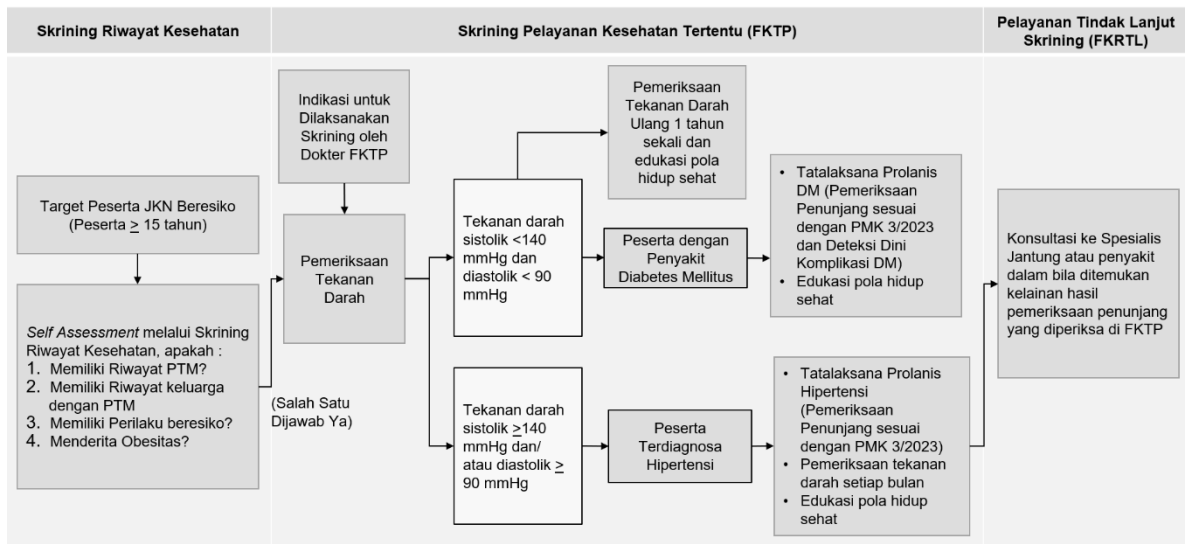 Skrining Riwayat Kesehatan
Skrining Pelayanan Kesehatan Tertentu (FKTP)
Pelayanan Tindak Lanjut
Skrining (FKRTL)
Target Peserta JKN Beresiko
(Peserta ≥ 15 tahun)
Self Assessment melalui Skrining
Riwayat Kesehatan, apakah :
1. Memiliki Riwayat PTM?
2. Memiliki Riwayat keluarga
dengan PTM
3. Memiliki Perilaku beresiko?
4. Menderita Obesitas?
(Salah Satu
Dijawab Ya)
Indikasi untuk
Dilaksanakan
Skrining oleh
Dokter FKTP
Pemeriksaan
Tekanan
Darah
Tekanan darah
sistolik <140
mmHg dan
diastolik < 90
mmHg
Tekanan darah
sistolik ≥140
mmHg dan/
atau diastolik ≥
90 mmHg
Pemeriksaan
Tekanan Darah
Ulang 1 tahun
sekali dan
edukasi pola
hidup sehat
Peserta dengan
Penyakit
Diabetes Mellitus
Peserta
Terdiagnosa
Hipertensi
• Tatalaksana Prolanis
DM (Pemeriksaan
Penunjang sesuai
dengan PMK 3/2023
dan Deteksi Dini
Komplikasi DM)
• Edukasi pola hidup
sehat
• Tatalaksana Prolanis
Hipertensi
(Pemeriksaan
Penunjang sesuai
dengan PMK 3/2023)
• Pemeriksaan tekanan
darah setiap bulan
• Edukasi pola hidup
sehat
Konsultasi ke Spesialis
Jantung atau penyakit
dalam bila ditemukan
kelainan hasil
pemeriksaan penunjang
yang diperiksa di FKTP